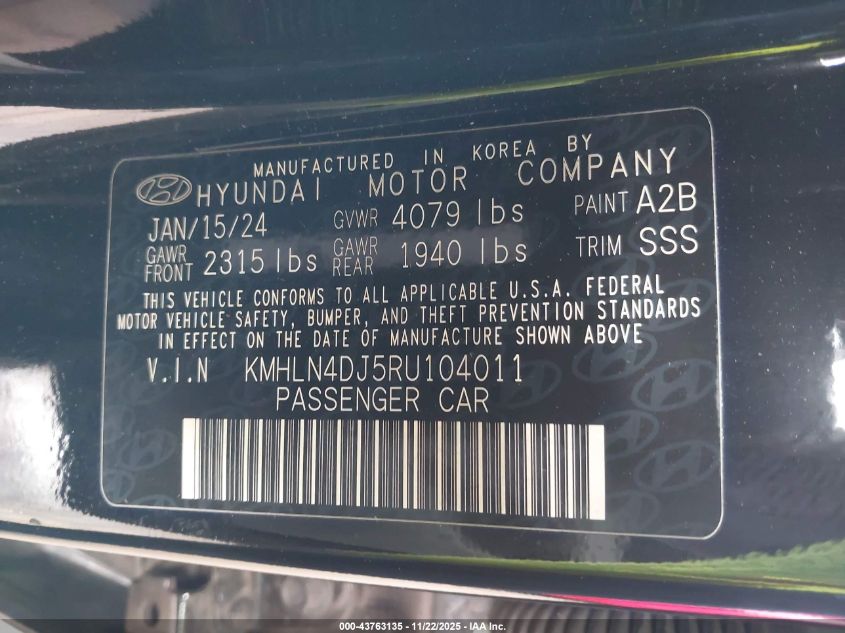 MANUFACTURED IN KOREA BY
HYUNDAI MOTOR COMPANY
JAN/15/24 GVWR 4079 lbs PAINT A2B
GAWR FRONT 2315 lbs GAWR REAR 1940 lbs TRIM SSS
THIS VEHICLE CONFORMS TO ALL APPLICABLE U.S.A. FEDERAL
MOTOR VEHICLE SAFETY, BUMPER, AND THEFT PREVENTION STANDARDS
IN EFFECT ON THE DATE OF MANUFACTURE SHOWN ABOVE
V.I.N KMHLN4DJ5RU104011
PASSENGER CAR
000-43763135 - 11/22/2025 - IAA Inc.